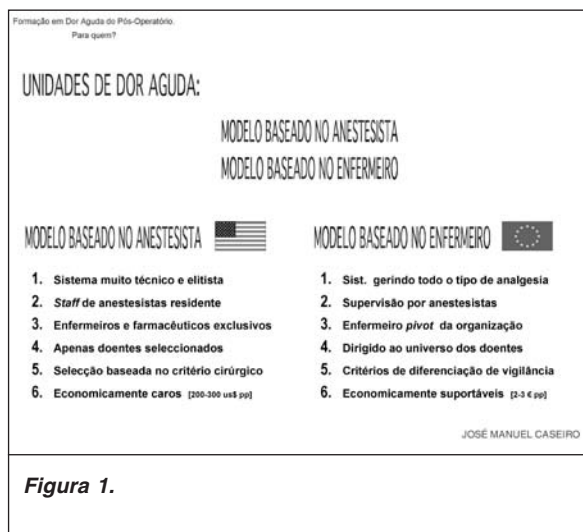 Formação em Dor Aguda do Pós-Operatório.
Para quem?
UNIDADES DE DOR AGUDA:
MODELO BASEADO NO ANESTESISTA
MODELO BASEADO NO ENFERMEIRO
MODELO BASEADO NO ANESTESISTA
1. Sistema muito técnico e elitista
2. Staff de anestesistas residente
3. Enfermeiros e farmacêuticos exclusivos
4. Apenas doentes seleccionados
5. Selecção baseada no critério cirúrgico
6. Economicamente caros [200-300 us$ pp]
MODELO BASEADO NO ENFERMEIRO
1. Sist. gerindo todo o tipo de analgesia
2. Supervisão por anestesistas
3. Enfermeiro pivot da organização
4. Dirigido ao universo dos doentes
5. Critérios de diferenciação de vigilância
6. Economicamente suportáveis [2-3 € pp]
JOSÉ MANUEL CASEIRO
Figura 1.